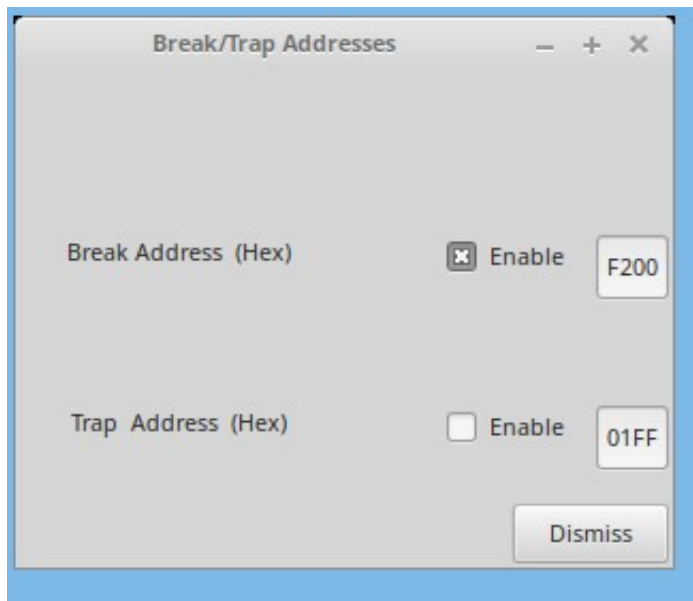 Break/Trap Addresses
Break Address (Hex) Enable F200
Trap Address (Hex) Enable 01FF
Dismiss